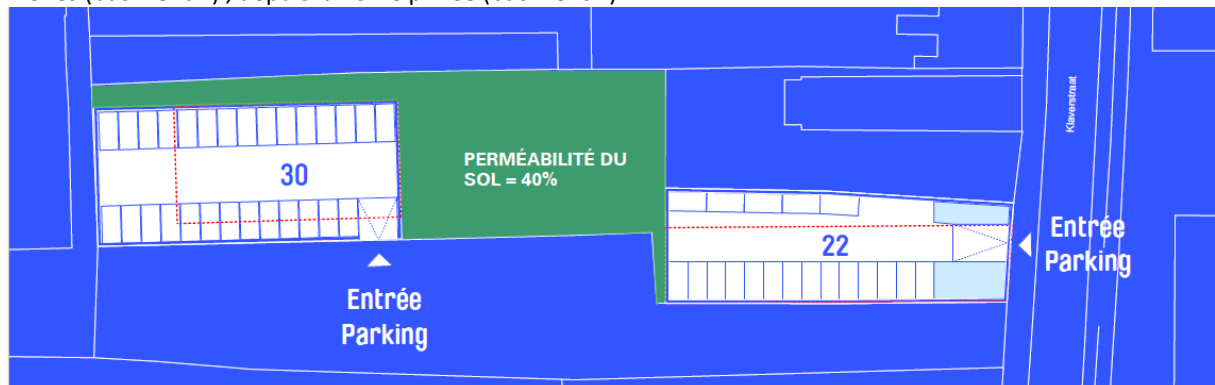 30
PERMÉABILITÉ DU
SOL = 40%
Klaverstraat
22
Entrée
Parking
Entrée
Parking